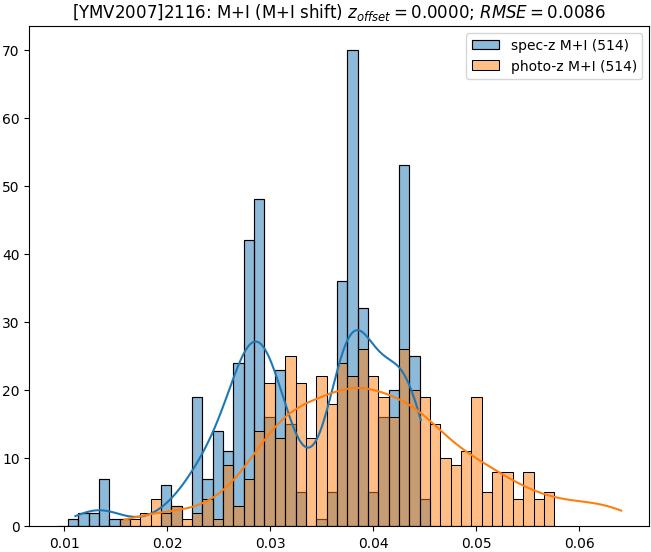 [YMV2007]2116: M+I (M+I shift) z_offset = 0.0000; RMSE = 0.0086
spec-z M+I (514)
photo-z M+I (514)
70
60
50
40
30
20
10
0
0.01 0.02 0.03 0.04 0.05 0.06